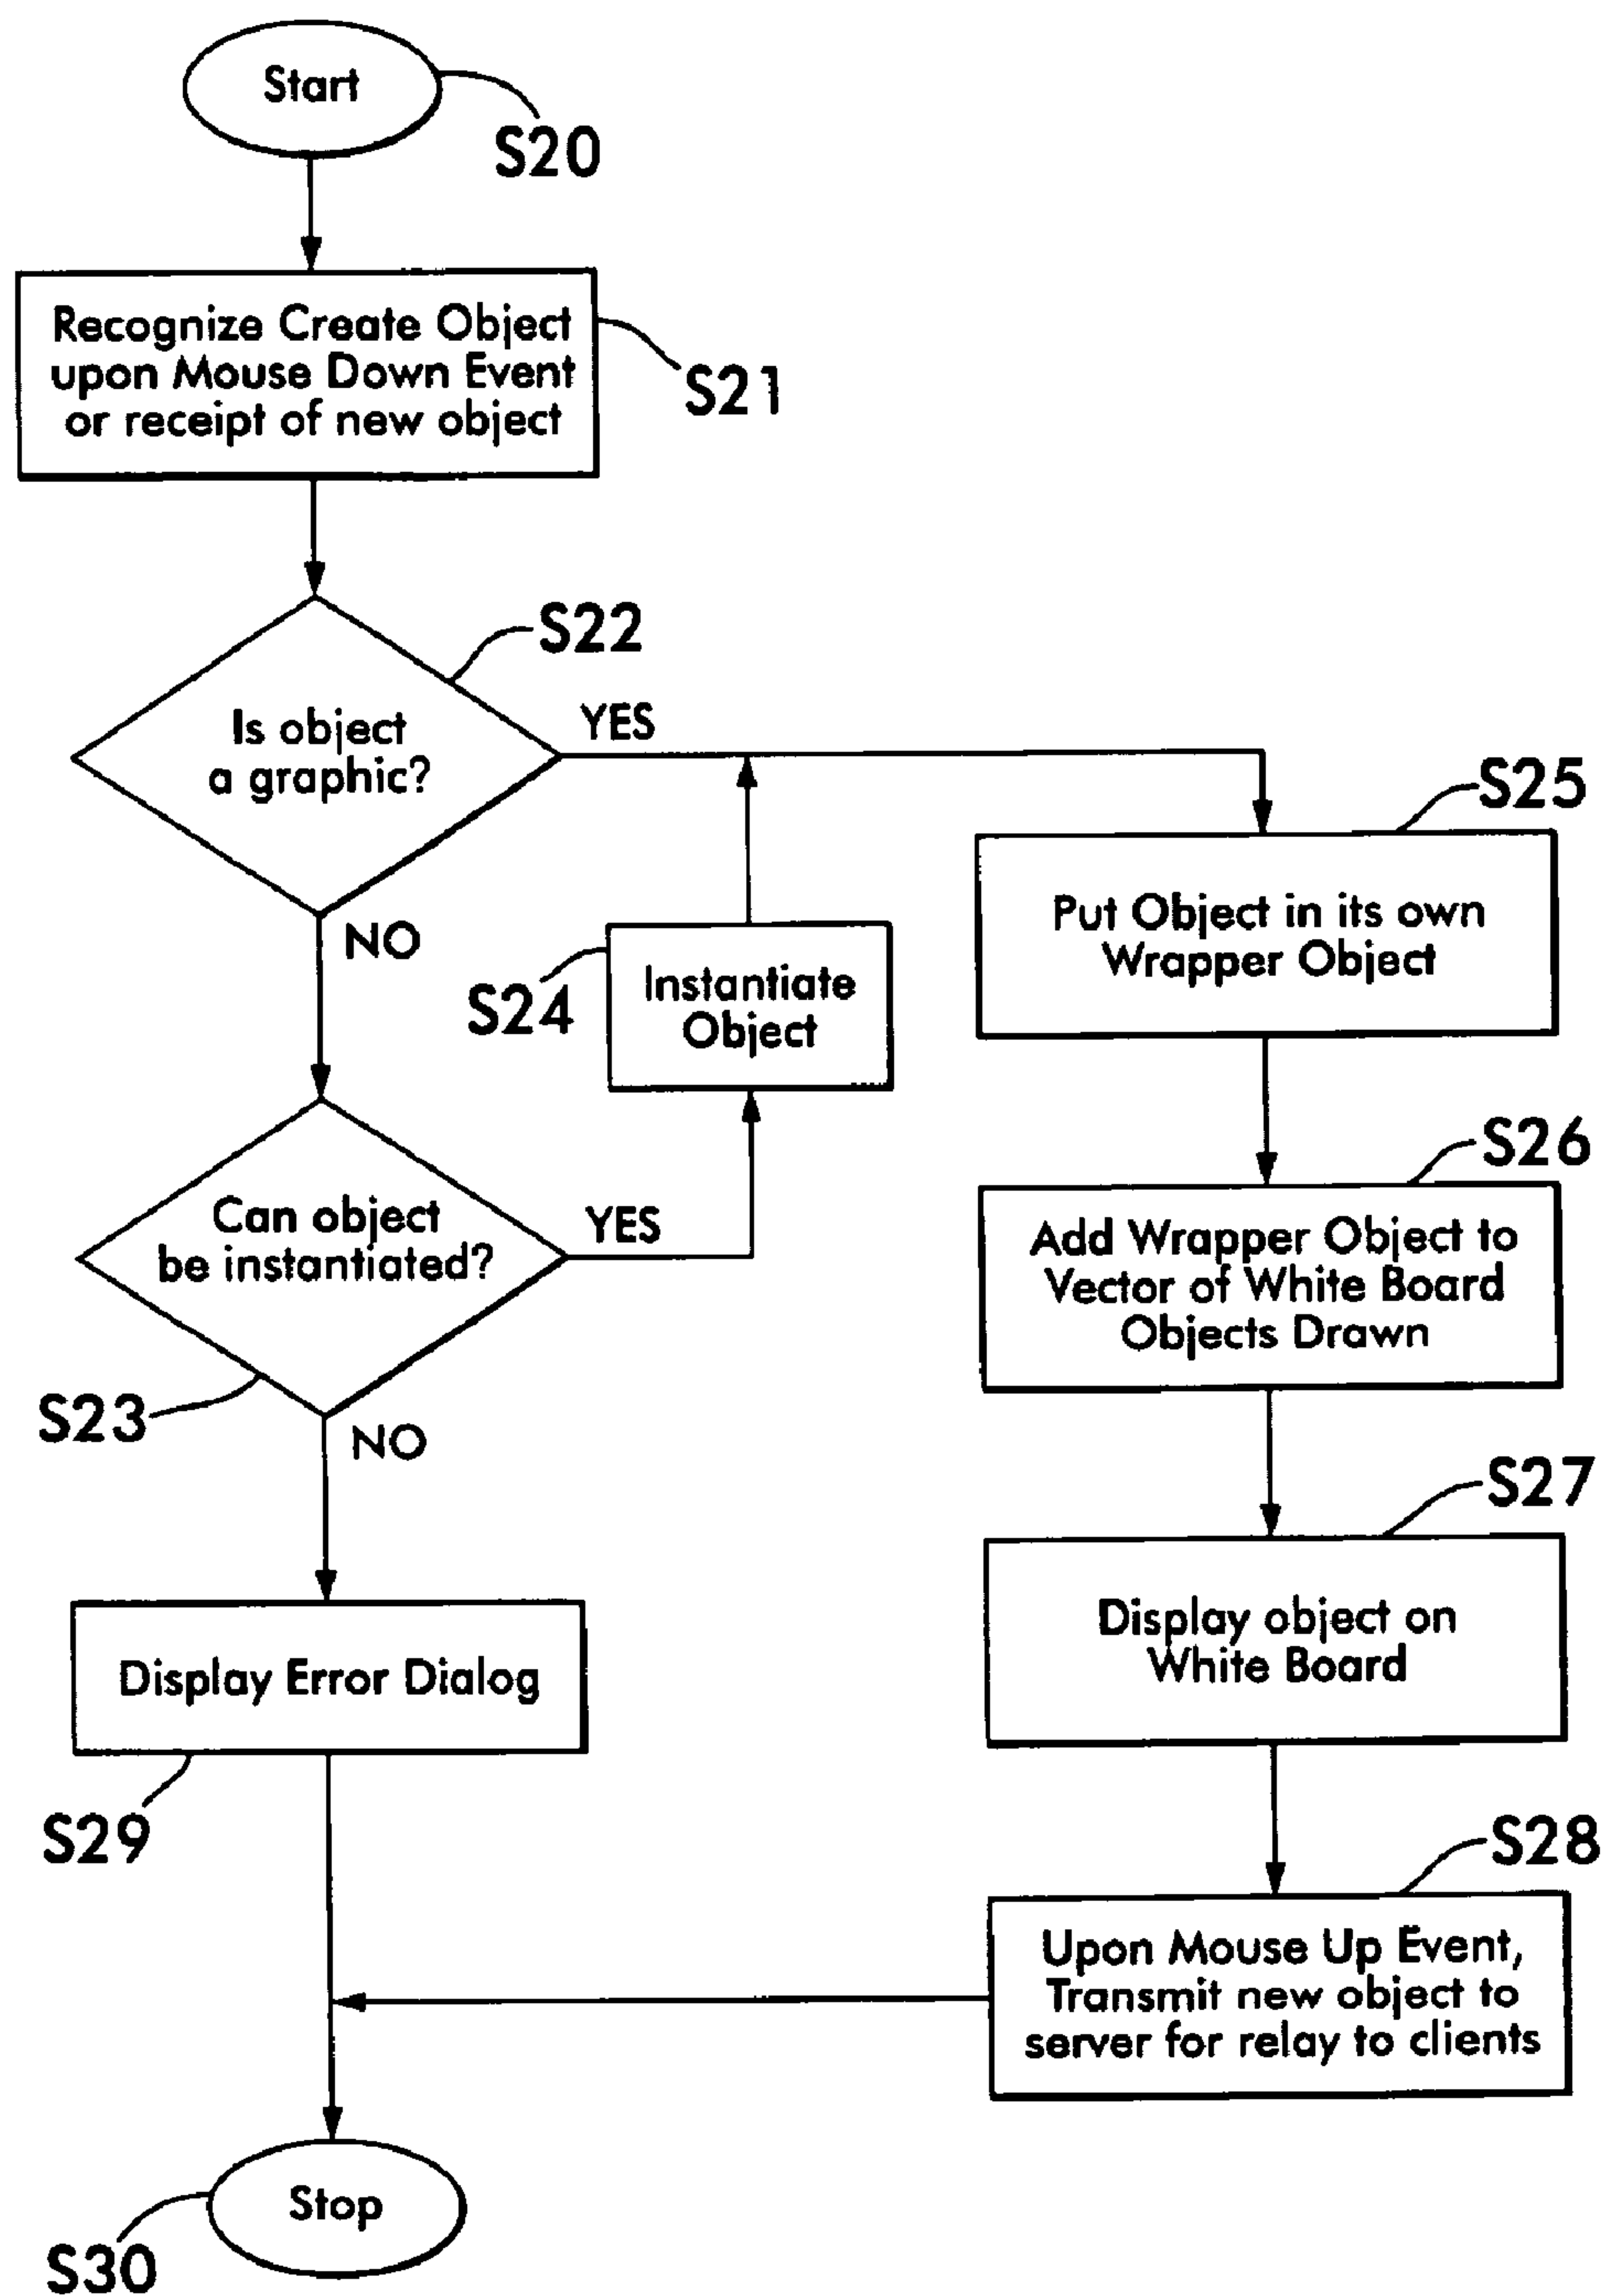 Start
S20
Recognize Create Object
upon Mouse Down Event
or receipt of new object
S21
S22
Is object
a graphic?
YES
NO
S25
Put Object in its own
Wrapper Object
S24
Instantiate
Object
S26
Add Wrapper Object to
Vector of White Board
Objects Drawn
Can object
be instantiated?
YES
S23
NO
S27
Display object on
White Board
Display Error Dialog
S29
S28
Upon Mouse Up Event,
Transmit new object to
server for relay to clients
Stop
S30